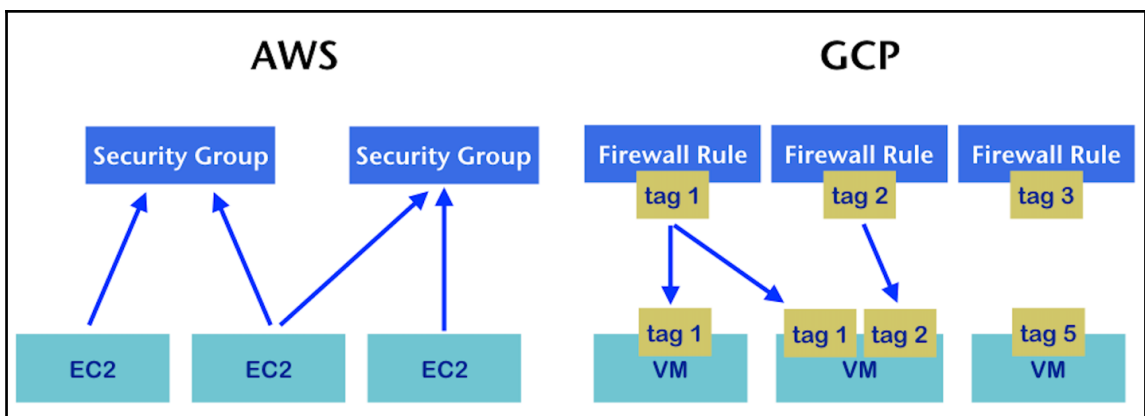 AWS
GCP
Security Group
Security Group
Firewall Rule
Firewall Rule
Firewall Rule
tag 1
tag 2
tag 3
tag 1
tag 1
tag 2
tag 5
EC2
EC2
EC2
VM
VM
VM